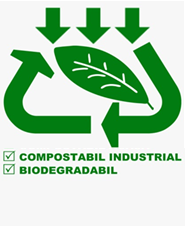 ☑ COMPOSTABIL INDUSTRIAL
☑ BIODEGRADABIL